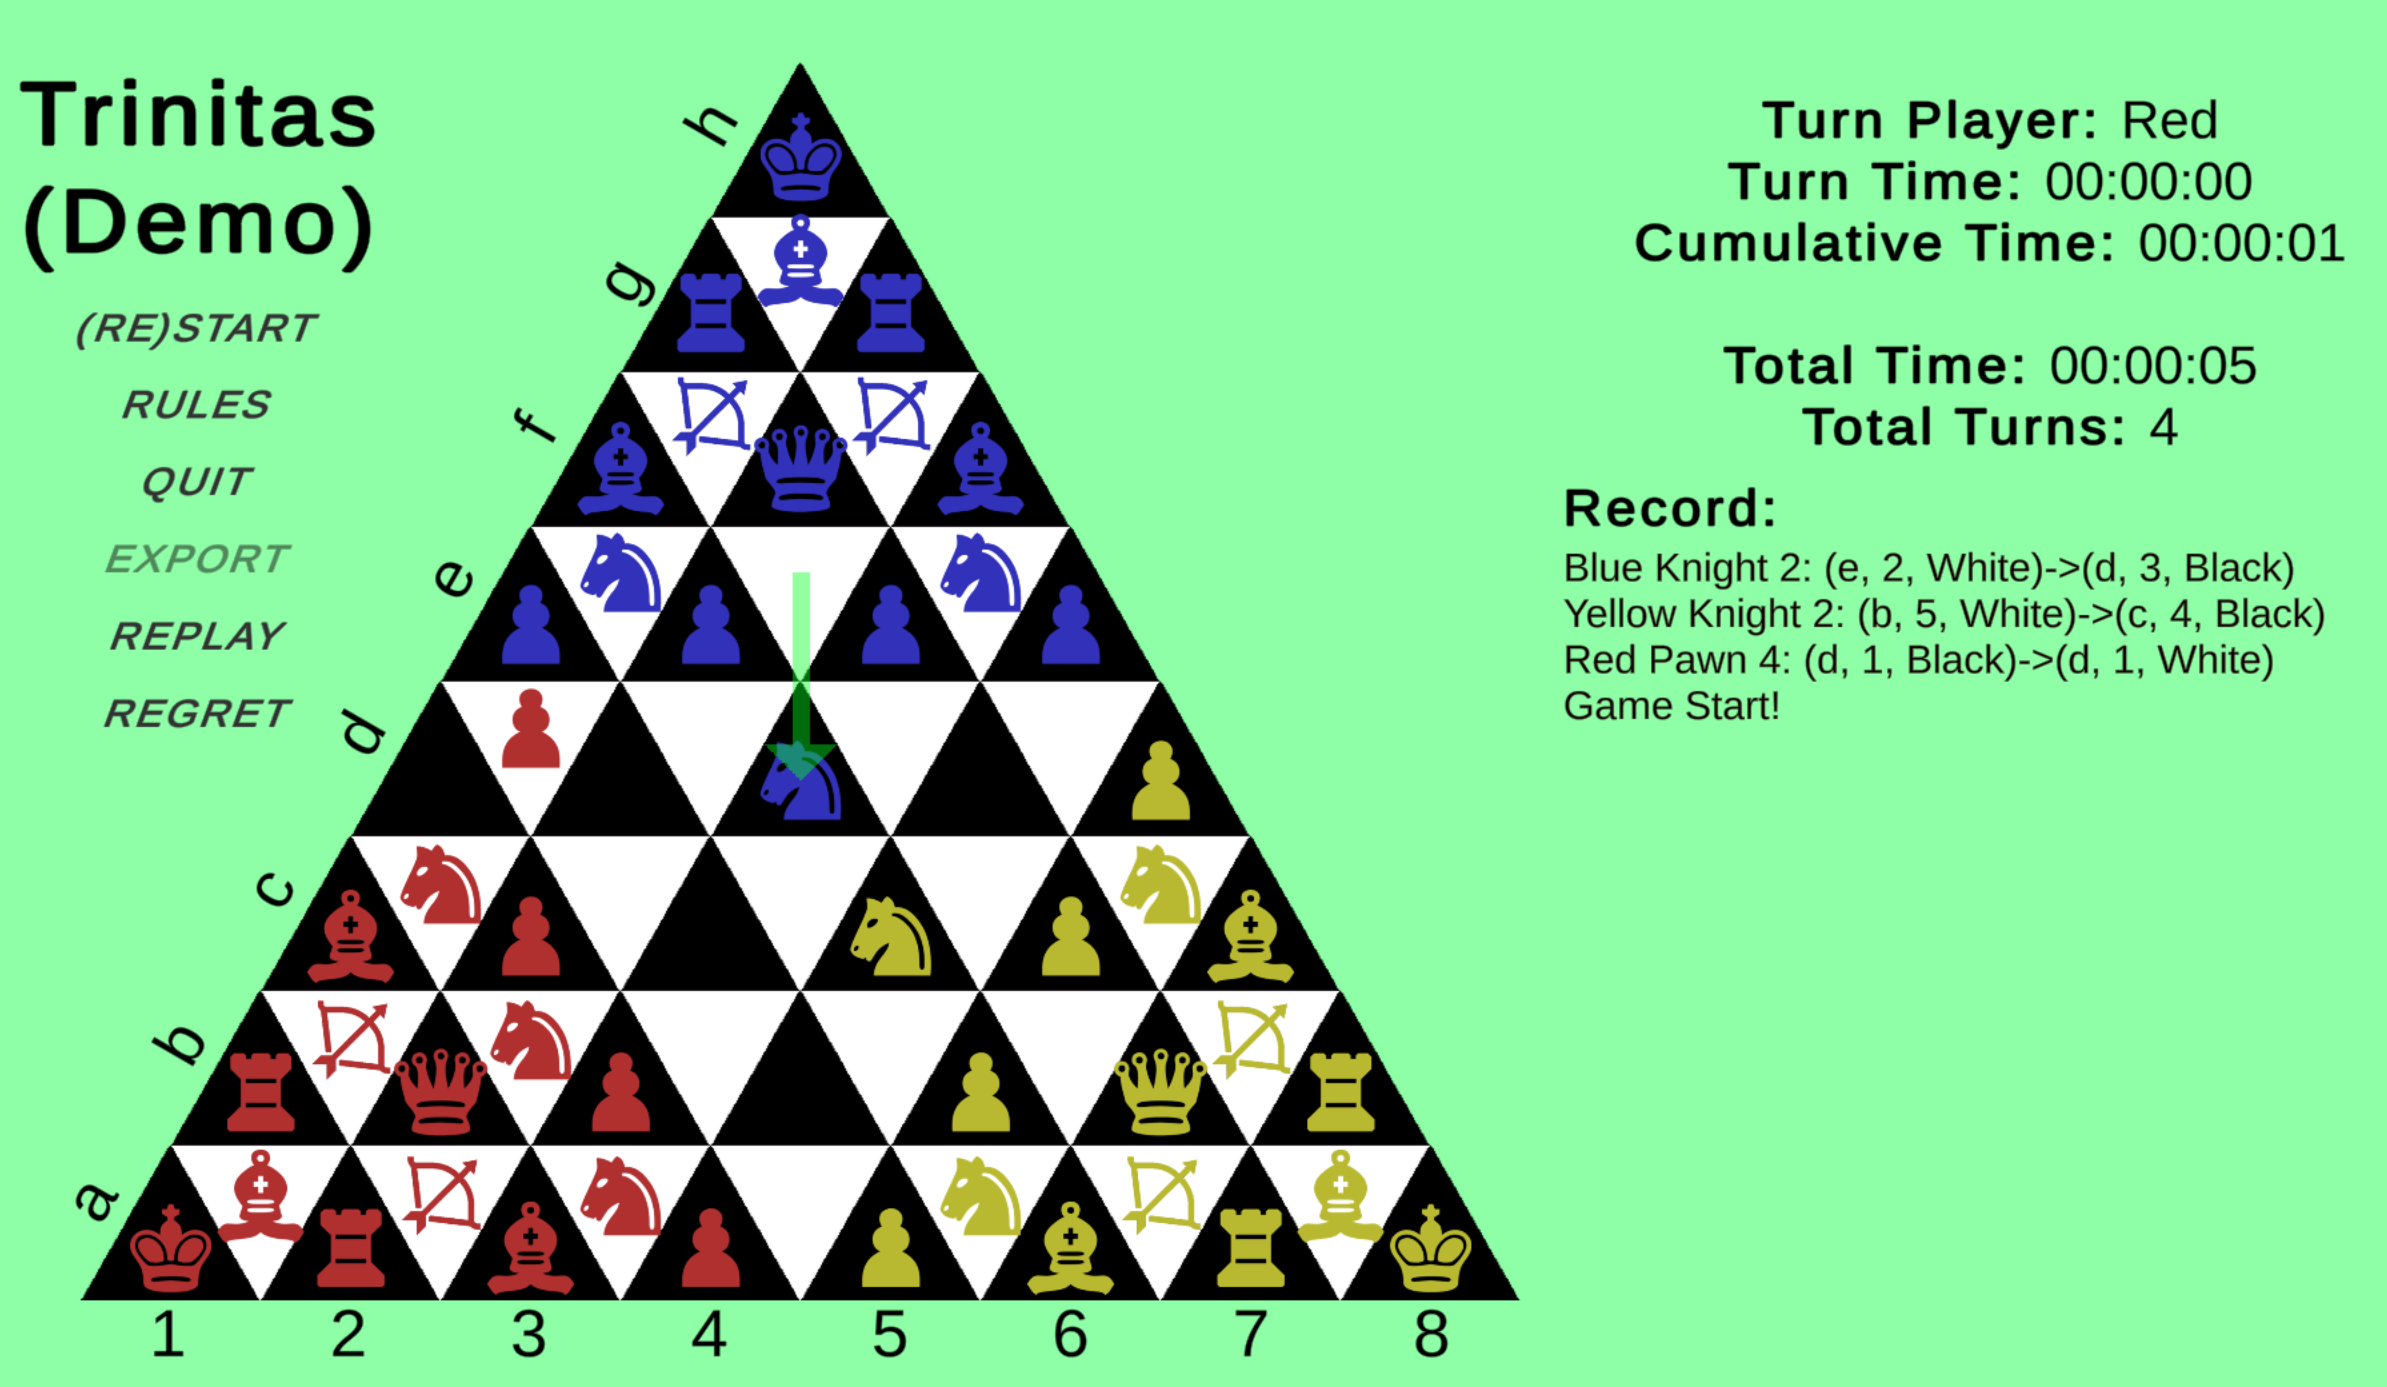 Trinitas
(Demo)
(RE)START
RULES
QUIT
EXPORT
REPLAY
REGRET
h
g
f
e
d
c
b
a
1 2 3 4 5 6 7 8
Turn Player: Red
Turn Time: 00:00:00
Cumulative Time: 00:00:01
Total Time: 00:00:05
Total Turns: 4
Record:
Blue Knight 2: (e, 2, White)->(d, 3, Black)
Yellow Knight 2: (b, 5, White)->(c, 4, Black)
Red Pawn 4: (d, 1, Black)->(d, 1, White)
Game Start!